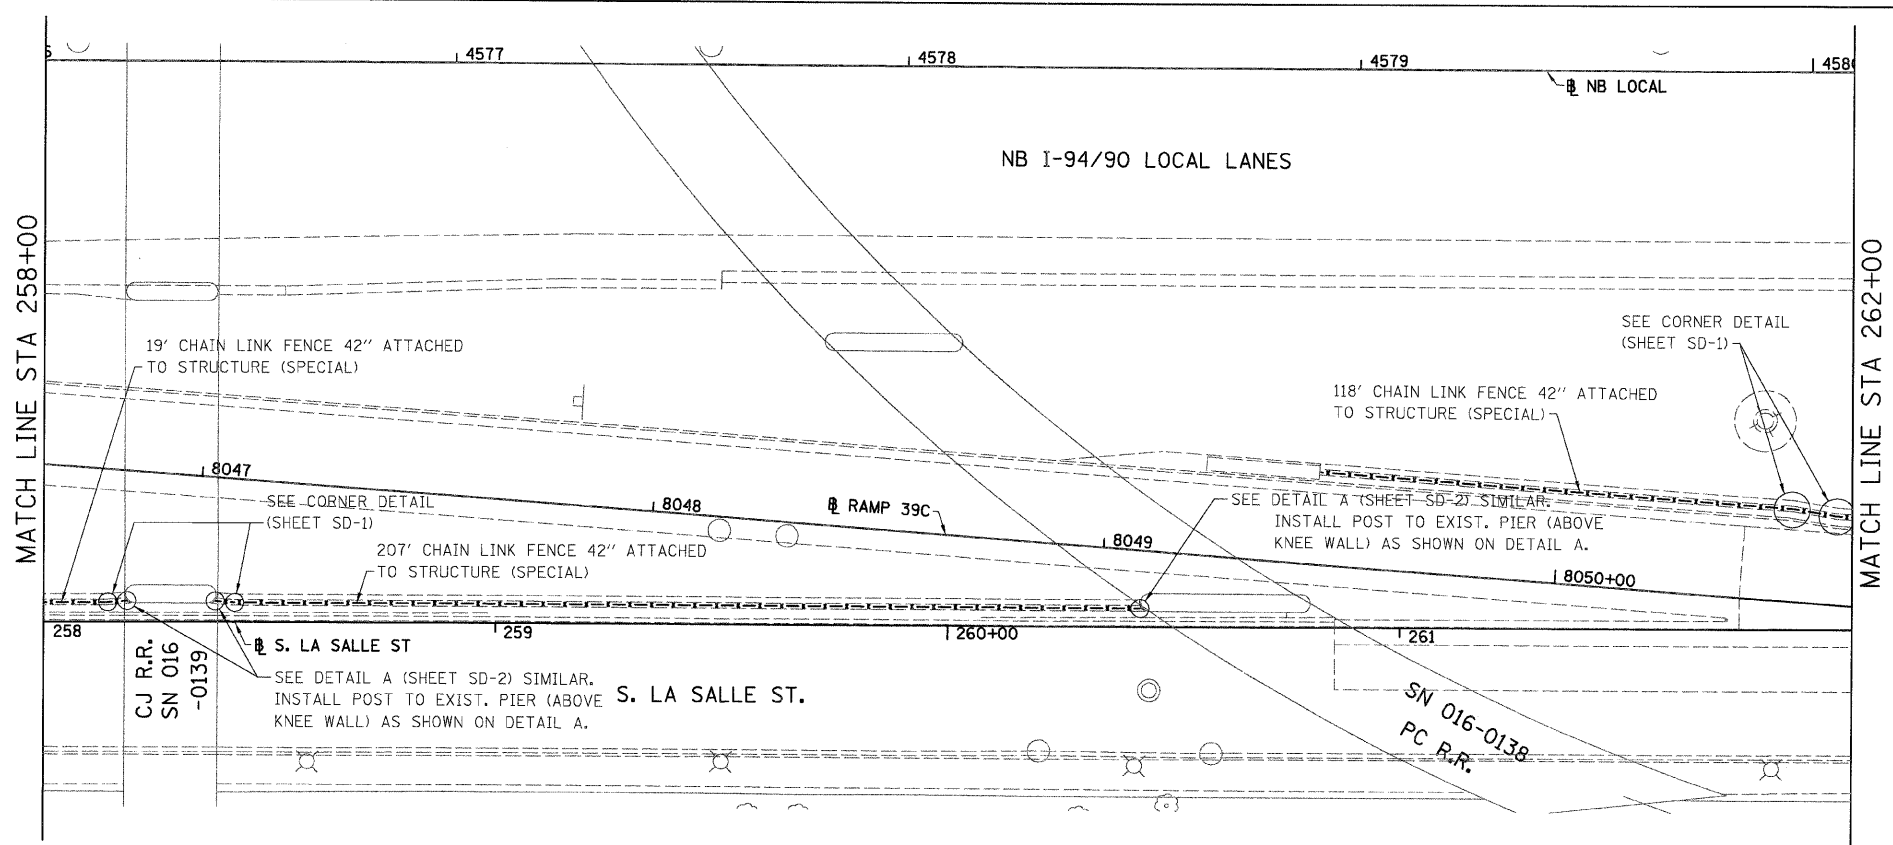 4577
4578
4579
458
℄ NB LOCAL
NB I-94/90 LOCAL LANES
MATCH LINE STA 258+00
MATCH LINE STA 262+00
SEE CORNER DETAIL
(SHEET SD-1)
19' CHAIN LINK FENCE 42" ATTACHED
TO STRUCTURE (SPECIAL)
118' CHAIN LINK FENCE 42" ATTACHED
TO STRUCTURE (SPECIAL)
8047
SEE CORNER DETAIL
(SHEET SD-1)
8048
℄ RAMP 39C
SEE DETAIL A (SHEET SD-2) SIMILAR.
INSTALL POST TO EXIST. PIER (ABOVE
KNEE WALL) AS SHOWN ON DETAIL A.
8049
207' CHAIN LINK FENCE 42" ATTACHED
TO STRUCTURE (SPECIAL)
8050+00
258
259
260+00
261
℄ S. LA SALLE ST
CJ R.R.
SN 016
-0139
SEE DETAIL A (SHEET SD-2) SIMILAR.
INSTALL POST TO EXIST. PIER (ABOVE
KNEE WALL) AS SHOWN ON DETAIL A.
S. LA SALLE ST.
SN 016-0138
PC R.R.